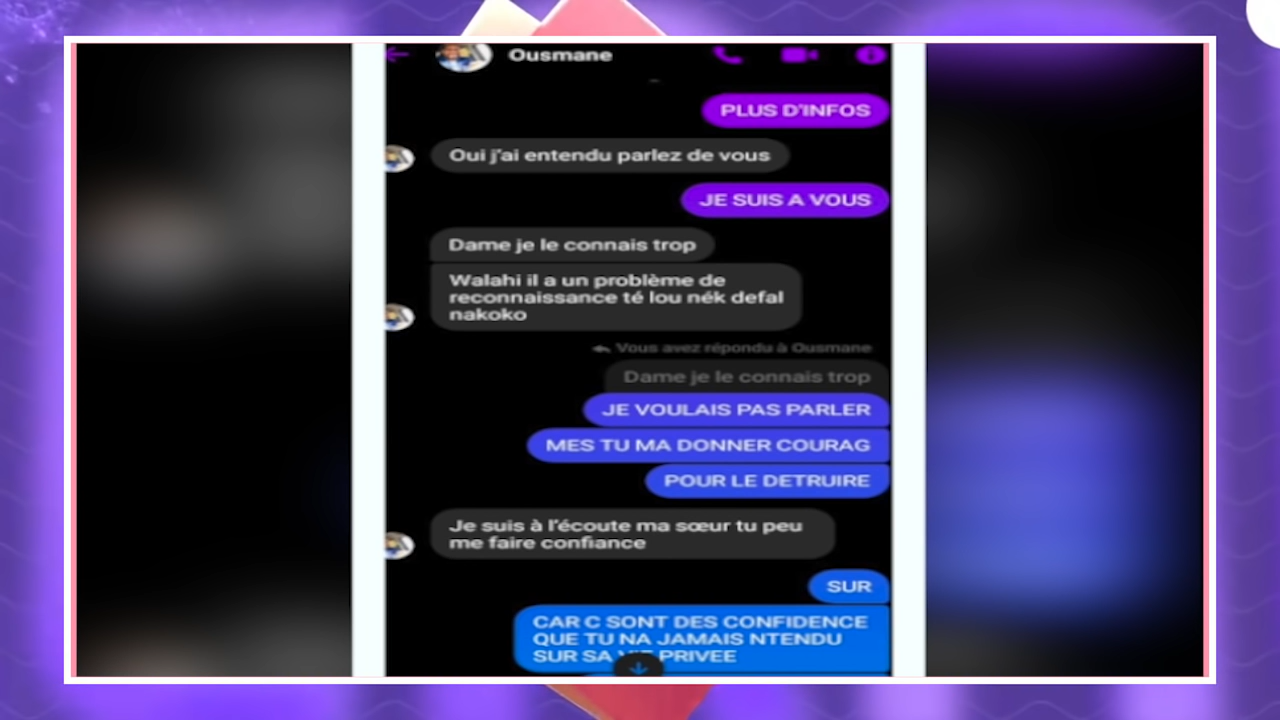 Ousmane
PLUS D'INFOS
Oui j'ai entendu parlez de vous
JE SUIS A VOUS
Dame je le connais trop
Walahi il a un problème de
reconnaissance té lou nék defal
nakoko
Vous avez répondu à Ousmane
Dame je le connais trop
JE VOULAIS PAS PARLER
MES TU MA DONNER COURAG
POUR LE DETRUIRE
Je suis à l'écoute ma sœur tu peu
me faire confiance
SUR
CAR C SONT DES CONFIDENCE
QUE TU NA JAMAIS NTENDU
SUR SA VIE PRIVEE